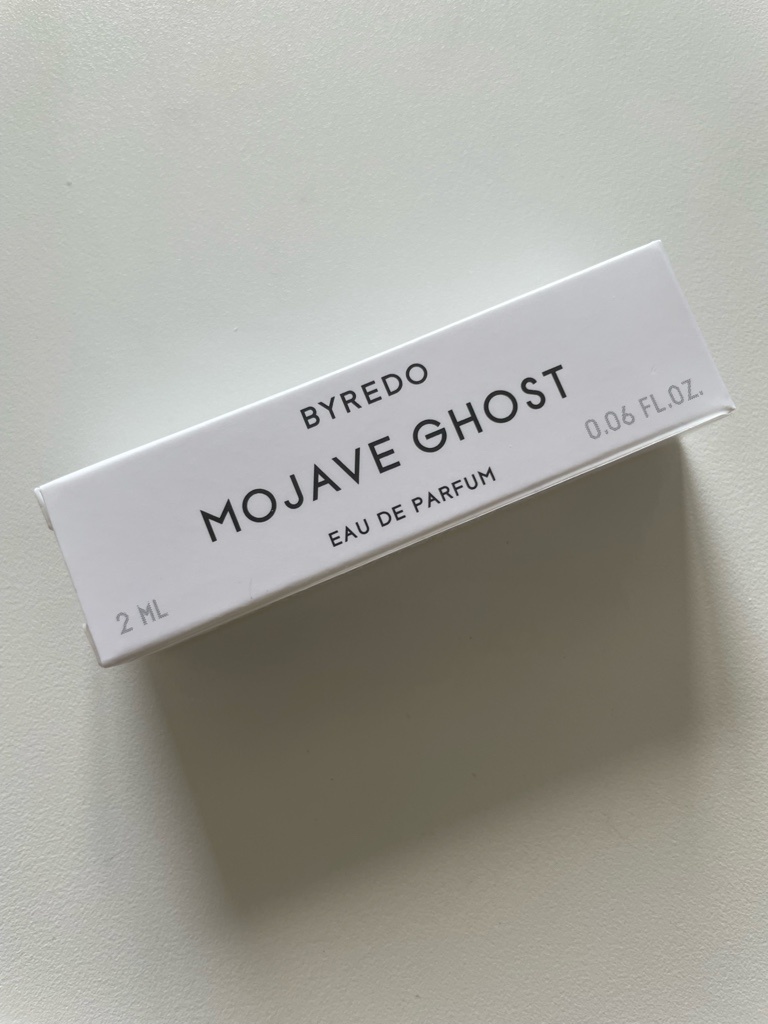 BYREDO
MOJAVE GHOST
EAU DE PARFUM
2 ML
0.06 FL.OZ.